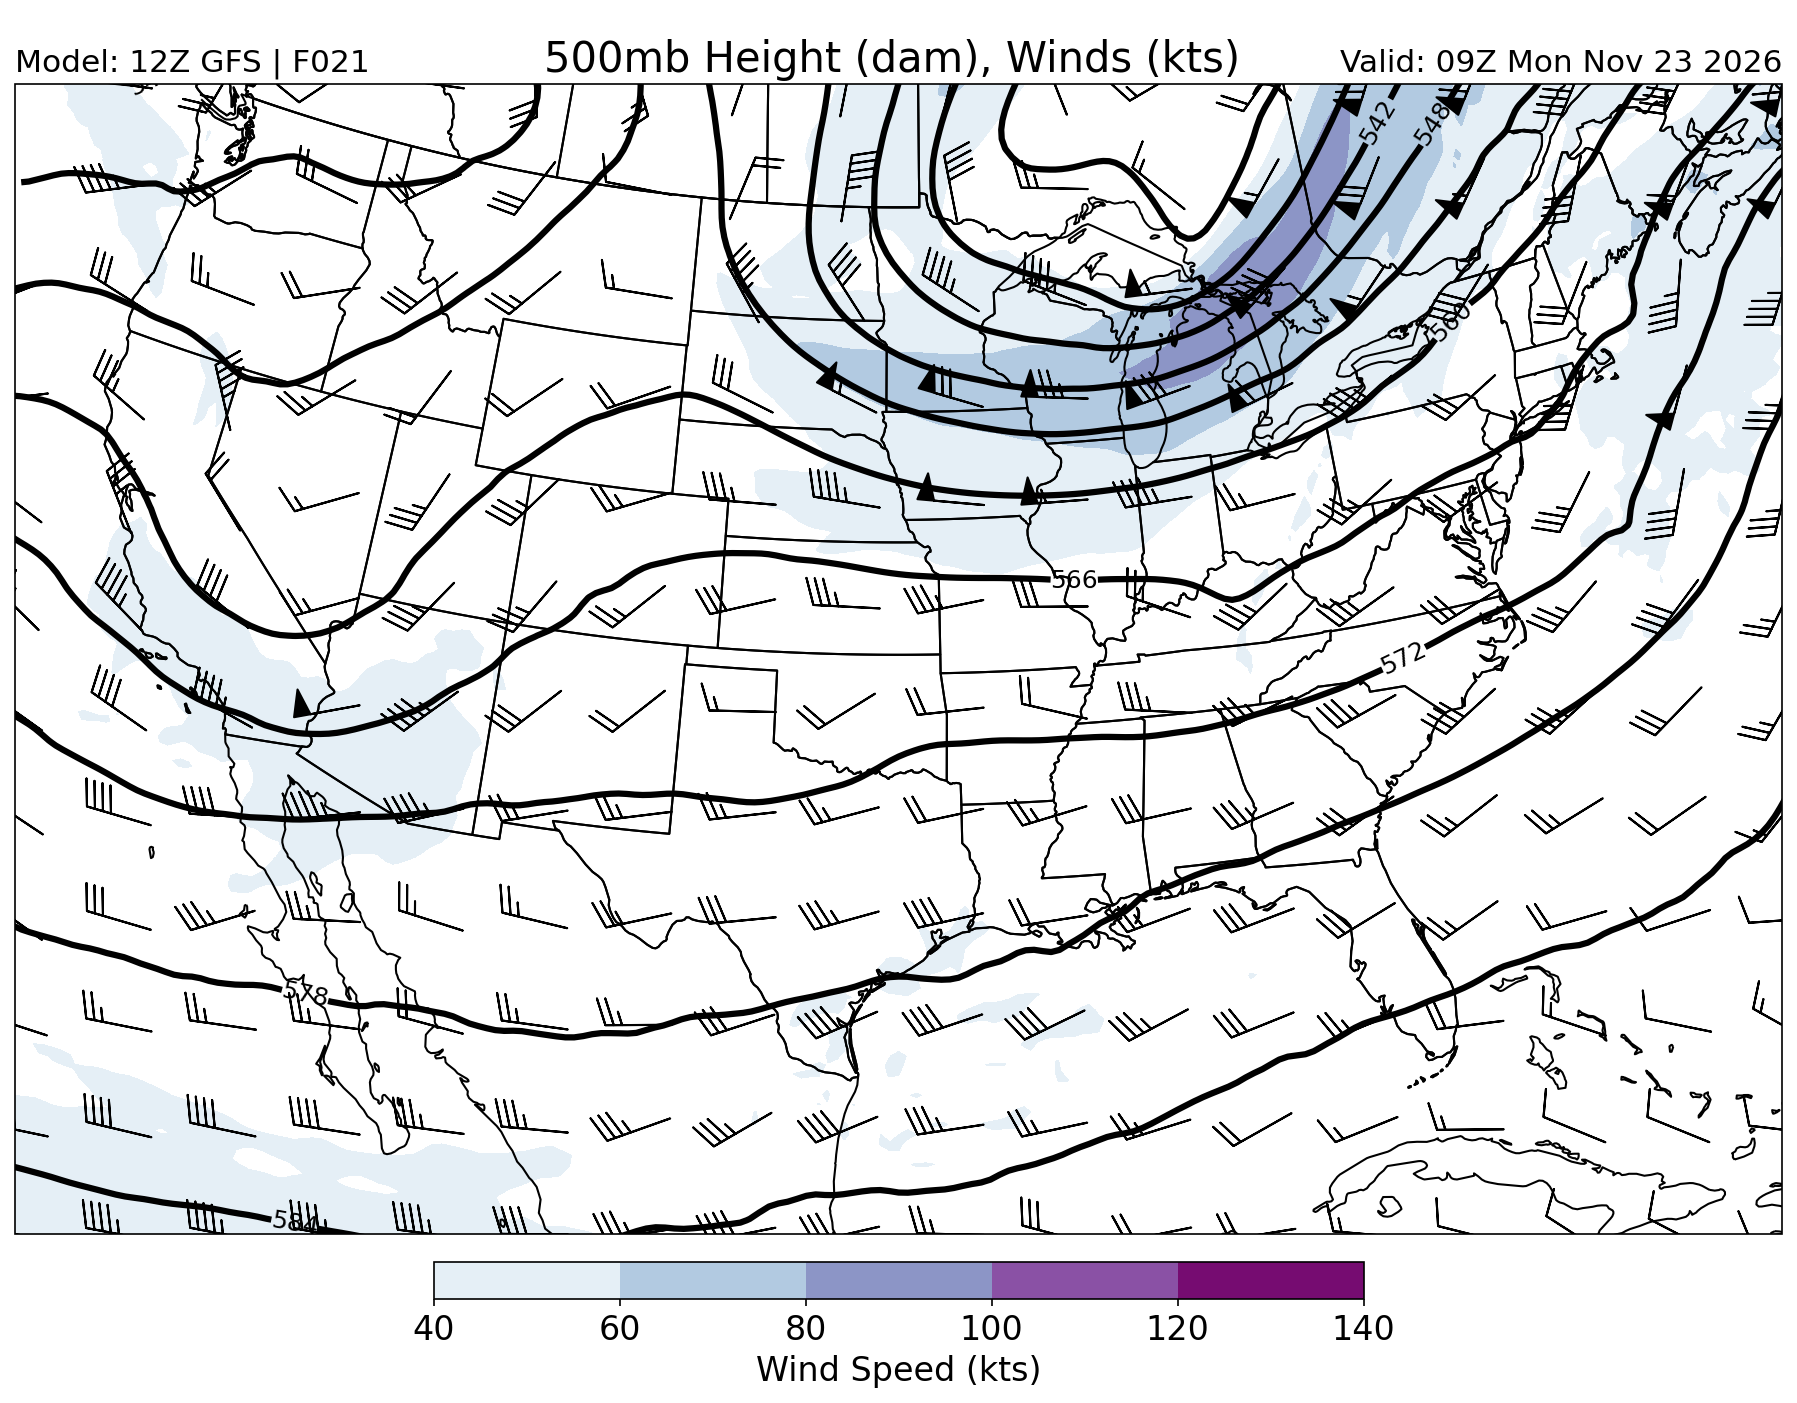 Model: 12Z GFS | F021
500mb Height (dam), Winds (kts)
Valid: 09Z Mon Nov 23 2026
542
548
560
566
572
578
584
40 60 80 100 120 140
Wind Speed (kts)